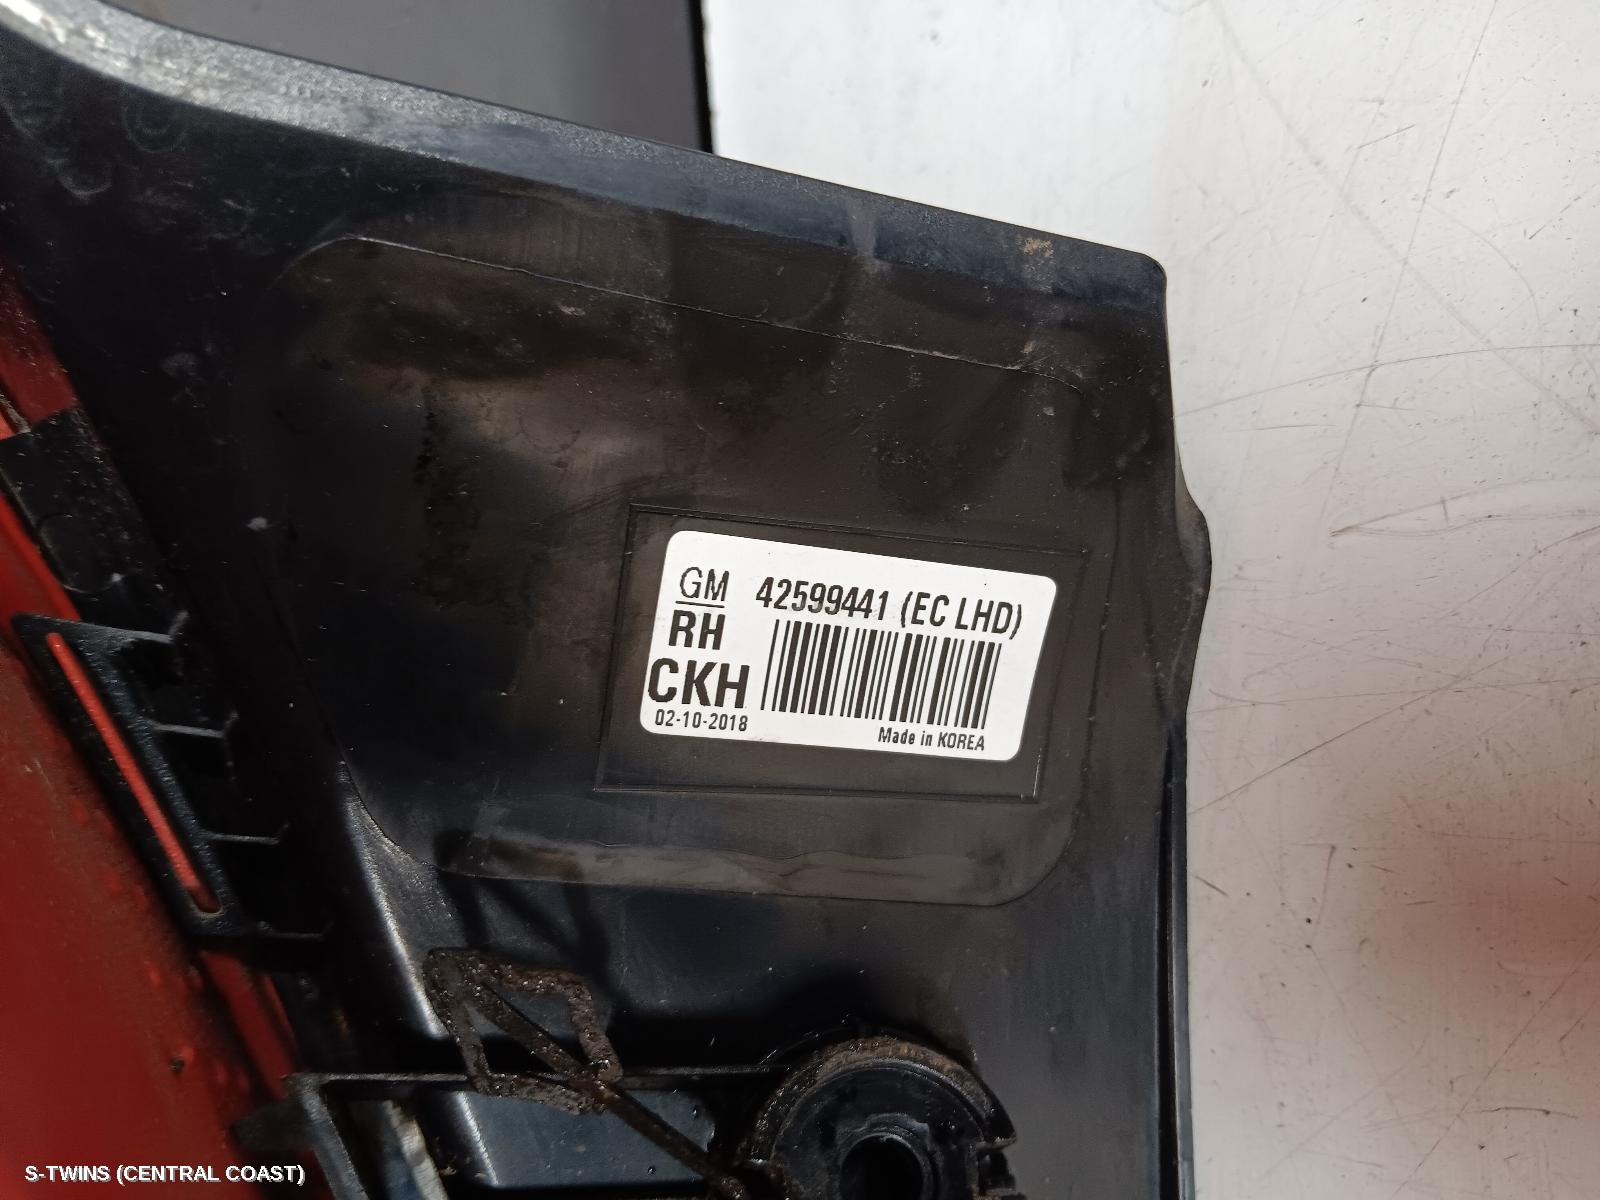 GM 42599441 (EC LHD)
RH
CKH
02-10-2018
Made in KOREA
S-TWINS (CENTRAL COAST)